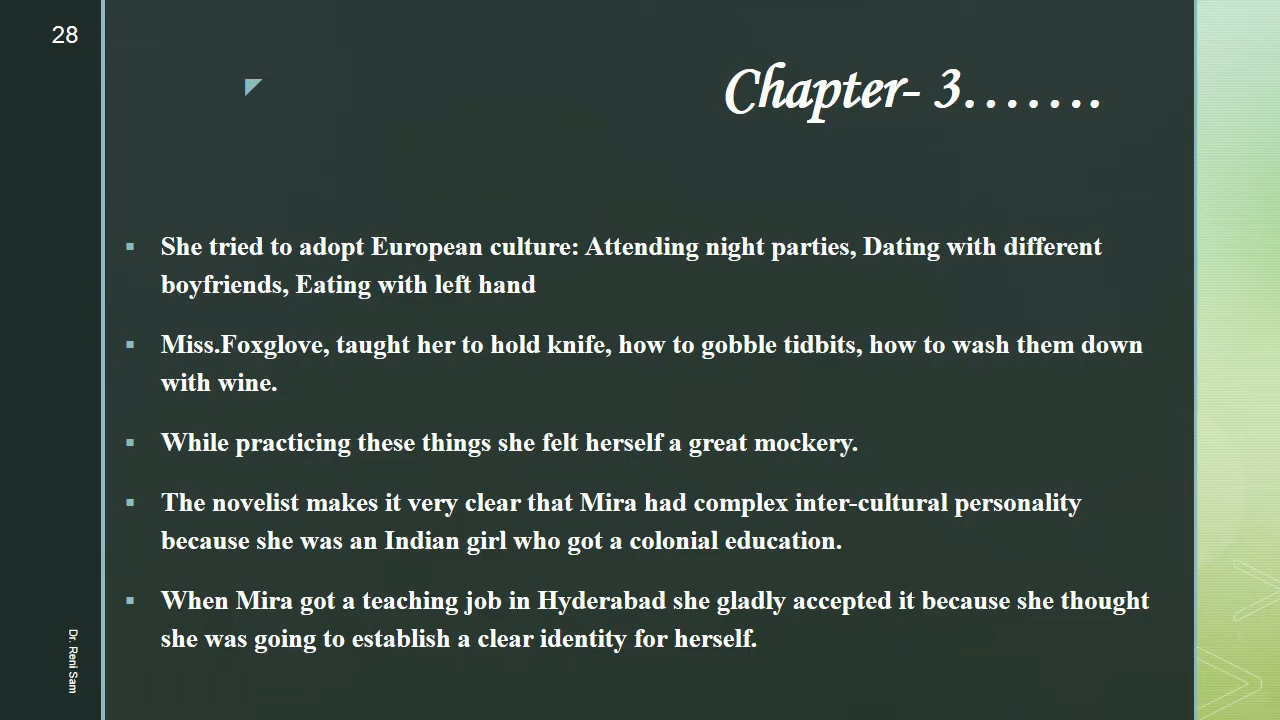 28
Chapter- 3.......
▪ She tried to adopt European culture: Attending night parties, Dating with different
boyfriends, Eating with left hand
▪ Miss.Foxglove, taught her to hold knife, how to gobble tidbits, how to wash them down
with wine.
▪ While practicing these things she felt herself a great mockery.
▪ The novelist makes it very clear that Mira had complex inter-cultural personality
because she was an Indian girl who got a colonial education.
▪ When Mira got a teaching job in Hyderabad she gladly accepted it because she thought
she was going to establish a clear identity for herself.
Dr. Reni Sam